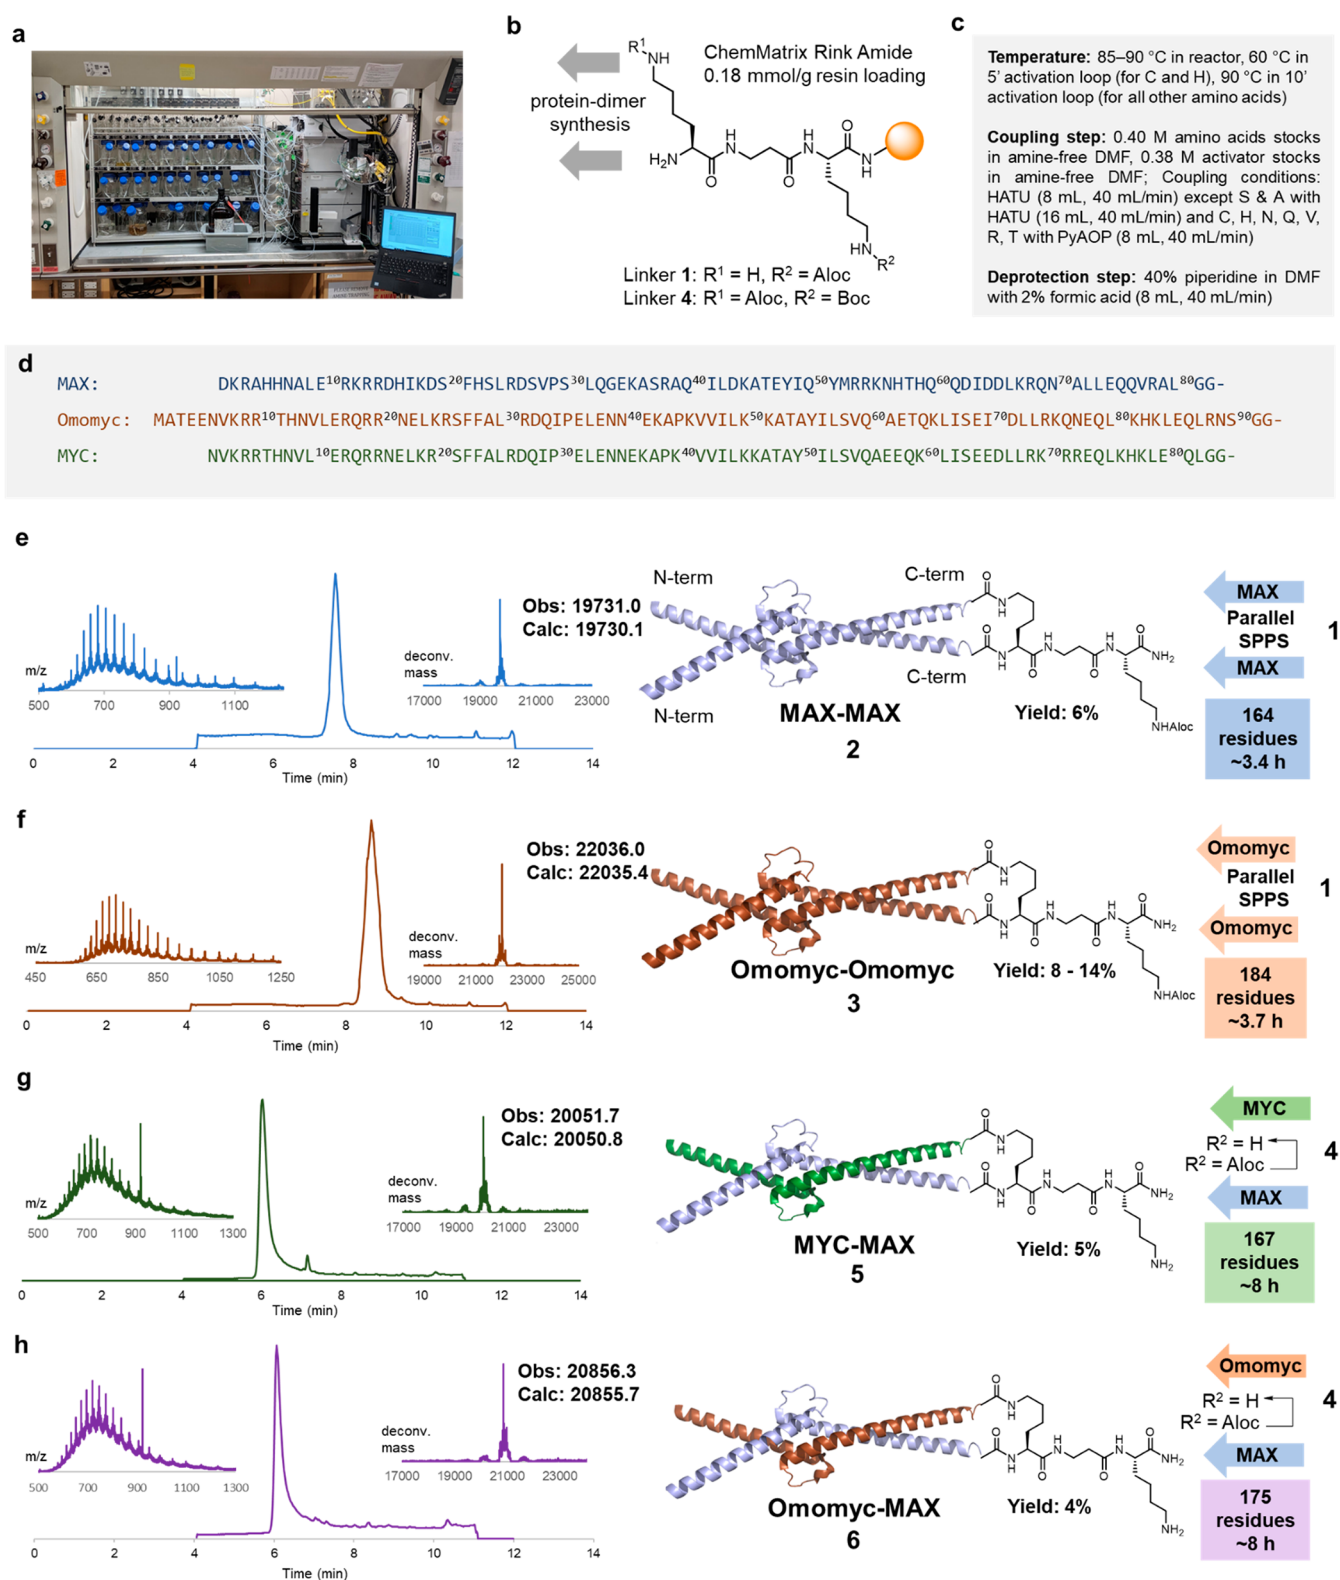 a
b
R¹
NH
ChemMatrix Rink Amide
0.18 mmol/g resin loading
protein-dimer
synthesis
H₂N
O
H
N
O
H
N
O
N
H
HN
R²
Linker 1: R¹ = H, R² = Aloc
Linker 4: R¹ = Aloc, R² = Boc
c
Temperature: 85–90 °C in reactor, 60 °C in
5’ activation loop (for C and H), 90 °C in 10’
activation loop (for all other amino acids)
Coupling step: 0.40 M amino acids stocks
in amine-free DMF, 0.38 M activator stocks
in amine-free DMF; Coupling conditions:
HATU (8 mL, 40 mL/min) except S & A with
HATU (16 mL, 40 mL/min) and C, H, N, Q, V,
R, T with PyAOP (8 mL, 40 mL/min)
Deprotection step: 40% piperidine in DMF
with 2% formic acid (8 mL, 40 mL/min)
d
MAX: DKRAHHNALE¹⁰RKRRDHIKDS²⁰FHSLRDSVPS³⁰LQGEKASRAQ⁴⁰ILDKATEYIQ⁵⁰YMRRKNHTHQ⁶⁰QDIDDLKRQN⁷⁰ALLEQQVRAL⁸⁰GG-
Omomyc: MATEENVKRR¹⁰THNVLERQRR²⁰NELKRSFFAL³⁰RDQIPELENN⁴⁰EKAPKVVILK⁵⁰KATAYILSVQ⁶⁰AETQKLISEI⁷⁰DLLRKQNEQL⁸⁰KHKLEQLRNS⁹⁰GG-
MYC: NVKRRTHNVL¹⁰ERQRRNELKR²⁰SFFALRDQIP³⁰ELENNEKAPK⁴⁰VVILKKATAY⁵⁰ILSVQAEEQK⁶⁰LISEEDLLRK⁷⁰RREQLKHKLE⁸⁰QLGG-
e
Obs: 19731.0
Calc: 19730.1
m/z
500 700 900 1100
deconv.
mass
17000 19000 21000 23000
0 2 4 6 8 10 12 14
Time (min)
N-term
C-term
C-term
N-term
MAX-MAX
2
Yield: 6%
NH₂
NHAloc
MAX
Parallel
SPPS
MAX
1
164
residues
~3.4 h
f
Obs: 22036.0
Calc: 22035.4
m/z
450 650 850 1050 1250
deconv.
mass
19000 21000 23000 25000
0 2 4 6 8 10 12 14
Time (min)
Omomyc-Omomyc
3
Yield: 8 - 14%
NH₂
NHAloc
Omomyc
Parallel
SPPS
Omomyc
1
184
residues
~3.7 h
g
Obs: 20051.7
Calc: 20050.8
m/z
500 700 900 1100 1300
deconv.
mass
17000 19000 21000 23000
0 2 4 6 8 10 12 14
Time (min)
MYC-MAX
5
Yield: 5%
NH₂
NH₂
MYC
R² = H
R² = Aloc
MAX
4
167
residues
~8 h
h
Obs: 20856.3
Calc: 20855.7
m/z
500 700 900 1100 1300
deconv.
mass
17000 19000 21000 23000
0 2 4 6 8 10 12 14
Time (min)
Omomyc-MAX
6
Yield: 4%
NH₂
NH₂
Omomyc
R² = H
R² = Aloc
MAX
4
175
residues
~8 h